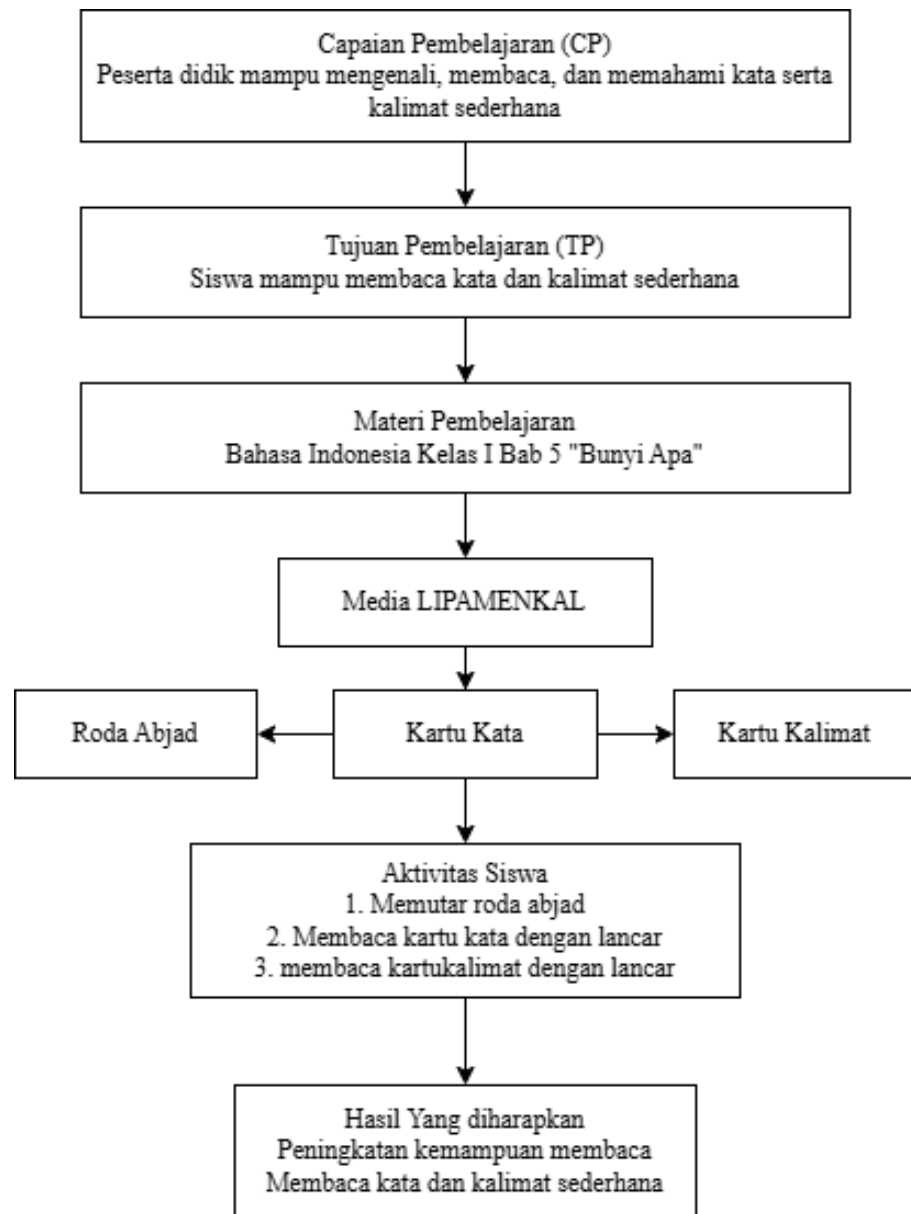 Capaian Pembelajaran (CP)
Peserta didik mampu mengenali, membaca, dan memahami kata serta
kalimat sederhana
Tujuan Pembelajaran (TP)
Siswa mampu membaca kata dan kalimat sederhana
Materi Pembelajaran
Bahasa Indonesia Kelas I Bab 5 "Bunyi Apa"
Media LIPAMENKAL
Roda Abjad
Kartu Kata
Kartu Kalimat
Aktivitas Siswa
1. Memutar roda abjad
2. Membaca kartu kata dengan lancar
3. membaca kartukalimat dengan lancar
Hasil Yang diharapkan
Peningkatan kemampuan membaca
Membaca kata dan kalimat sederhana